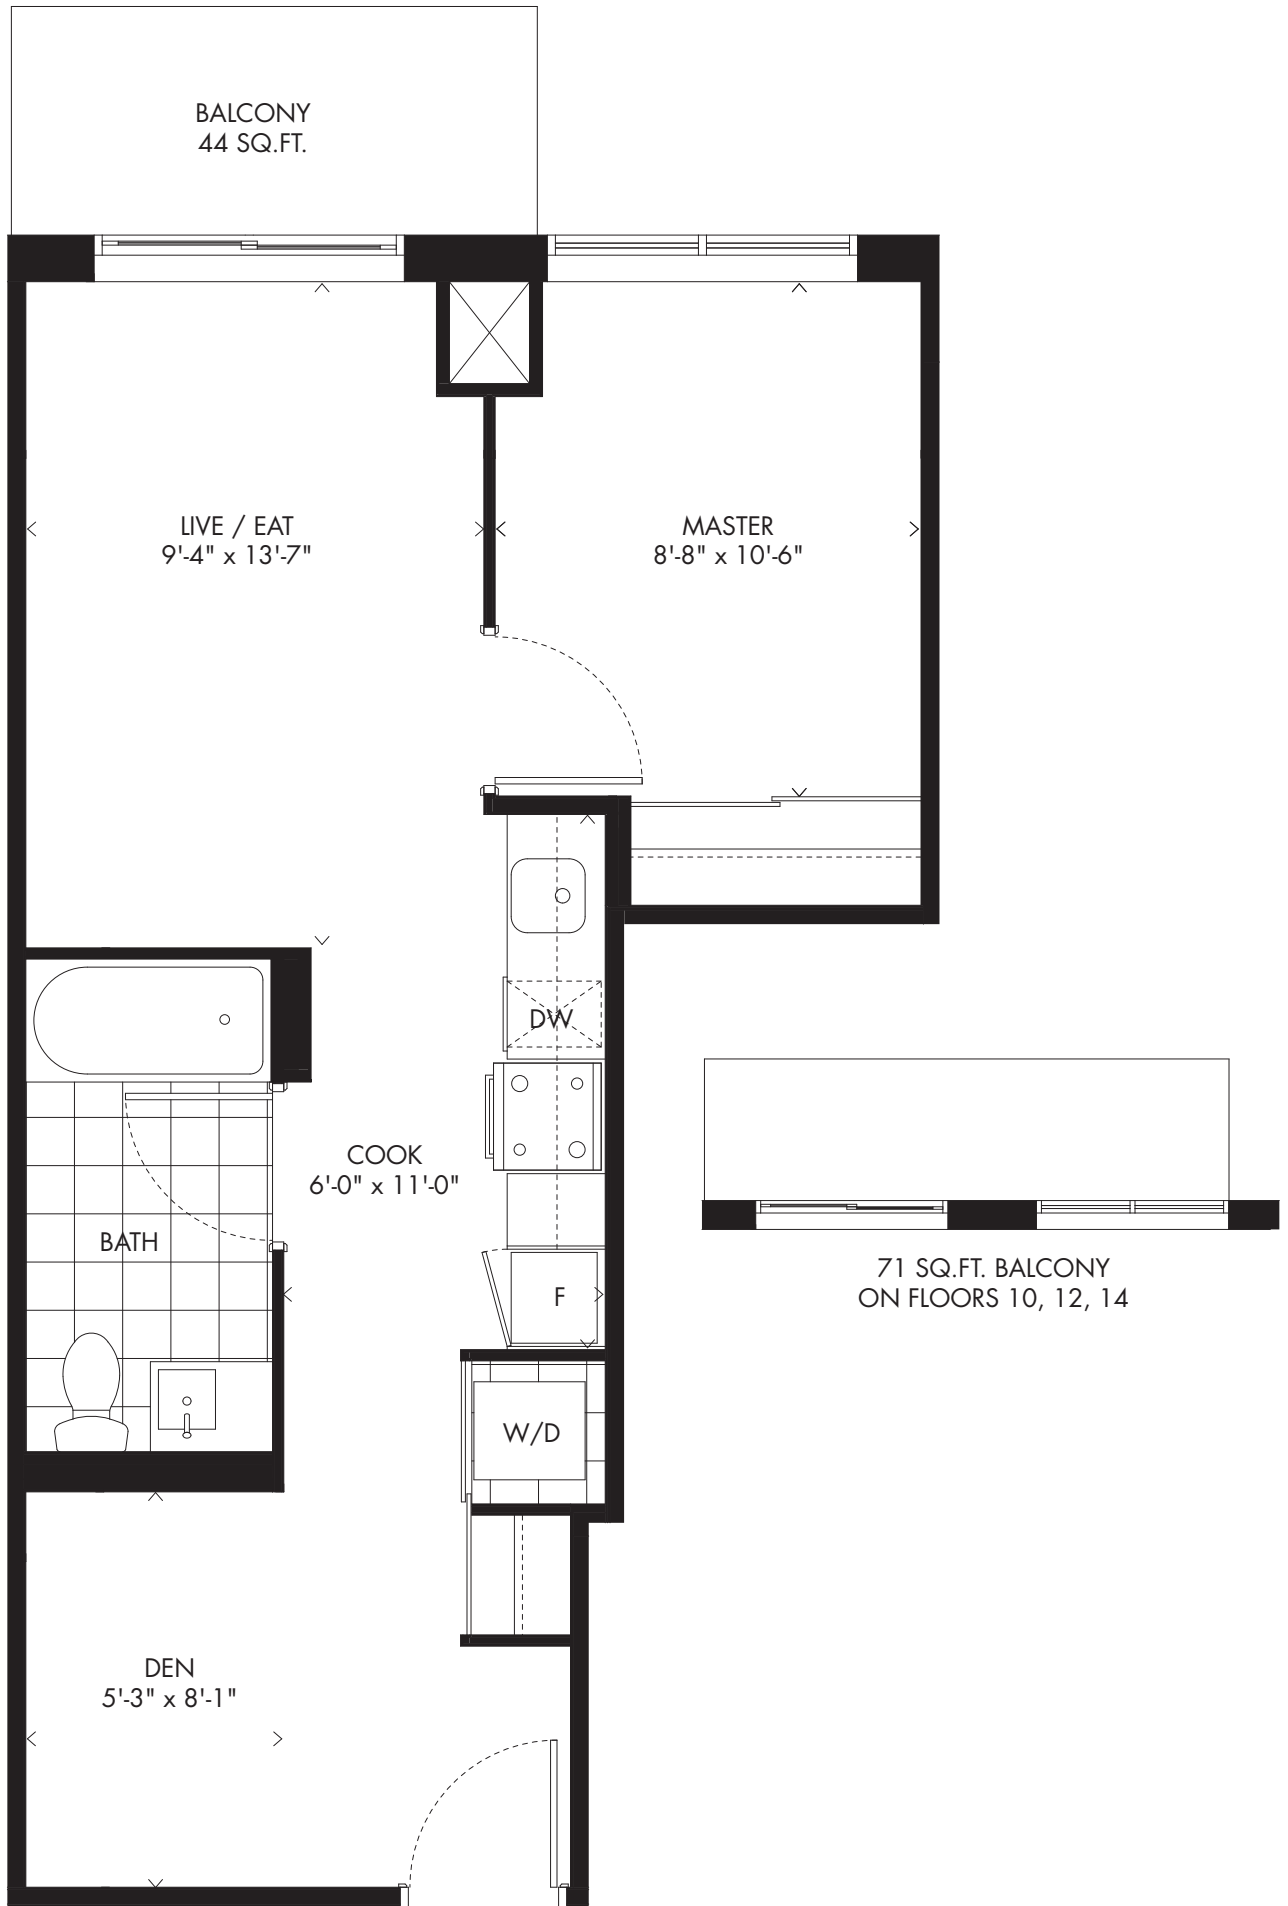 BALCONY
44 SQ.FT.
LIVE / EAT
9'-4" x 13'-7"
MASTER
8'-8" x 10'-6"
DW
COOK
6'-0" x 11'-0"
BATH
F
71 SQ.FT. BALCONY
ON FLOORS 10, 12, 14
W/D
DEN
5'-3" x 8'-1"